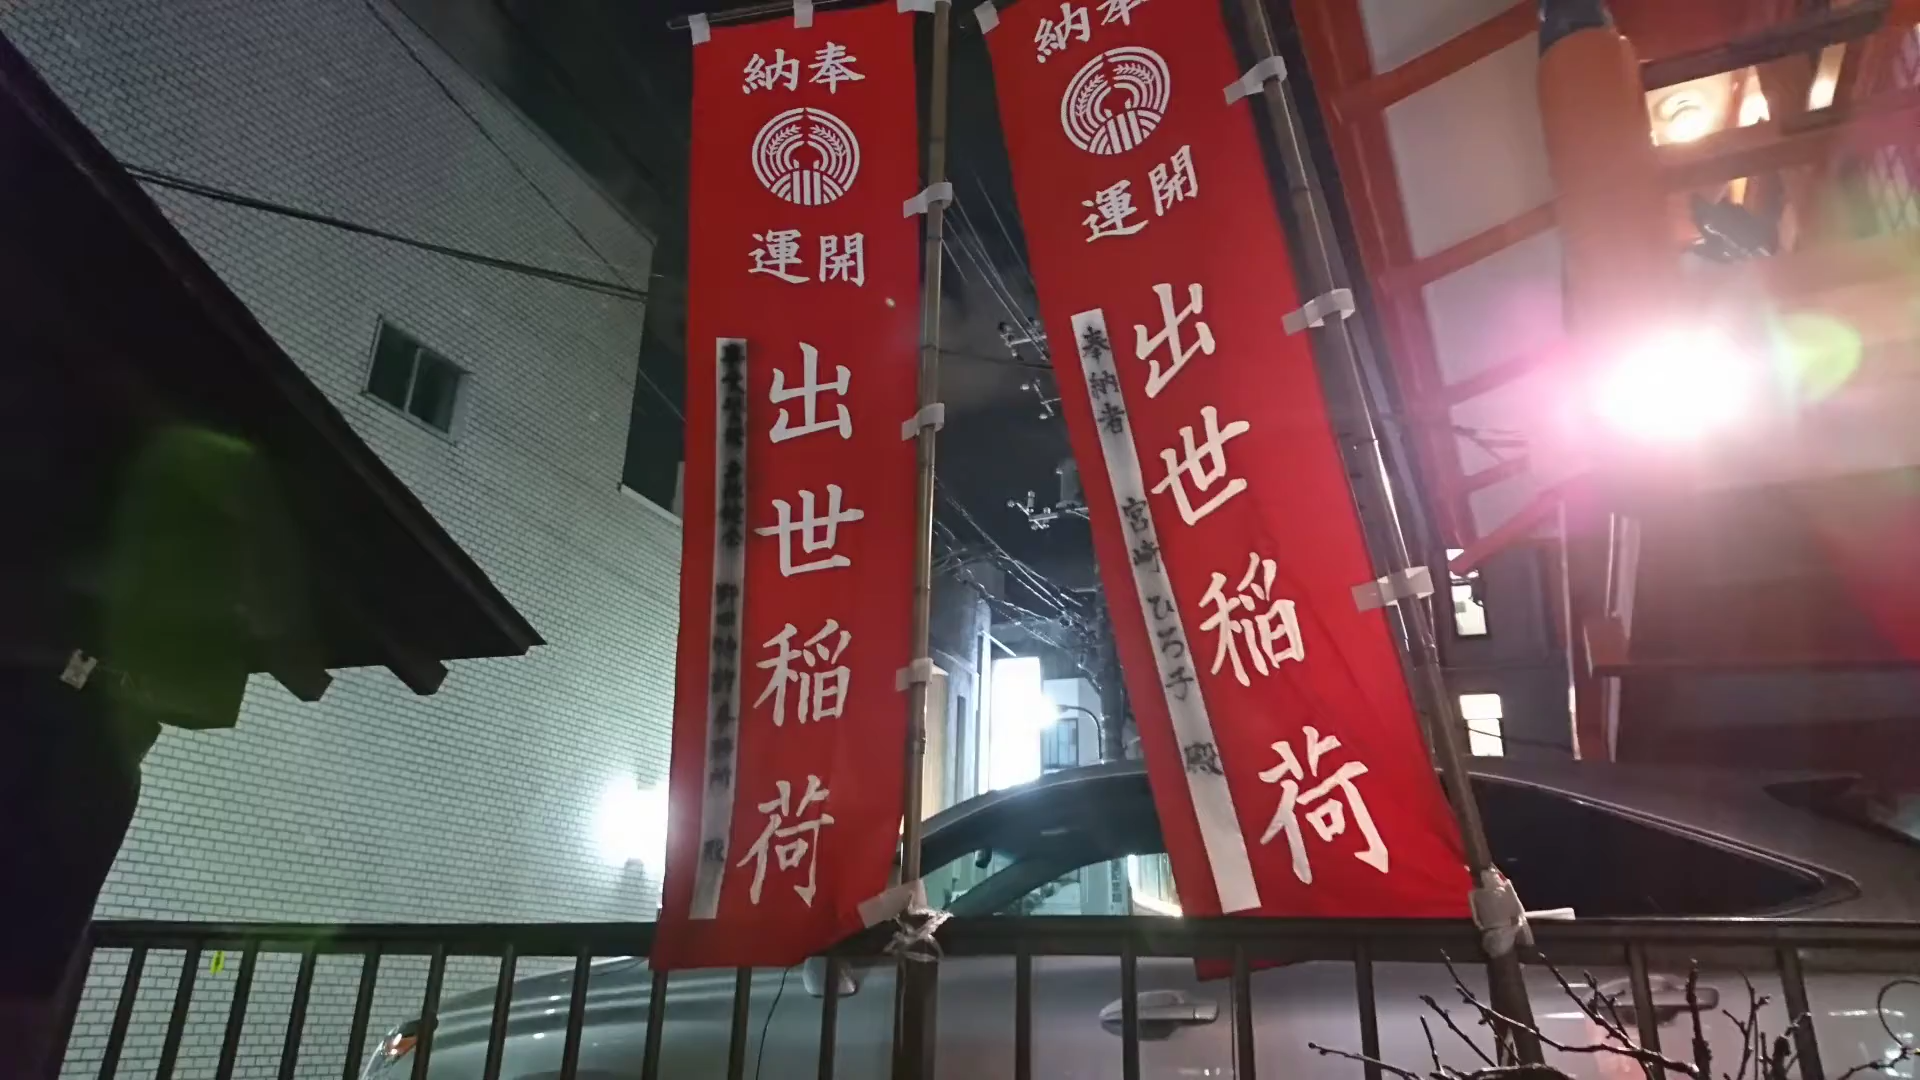 奉納
開運
出世稲荷
奉納
開運
出世稲荷
奉納者 宮崎ひろ子 殿